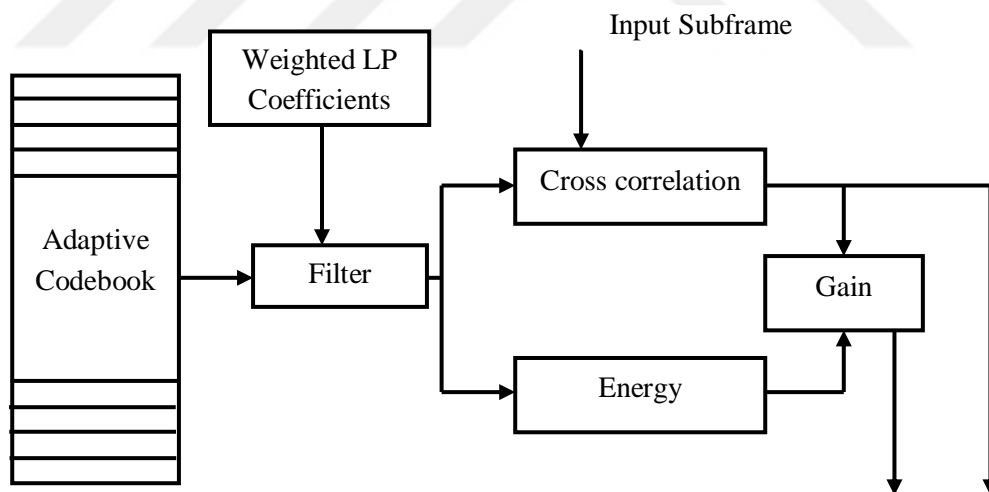 Input Subframe
Weighted LP
Coefficients
Cross correlation
Adaptive
Codebook
Filter
Gain
Energy